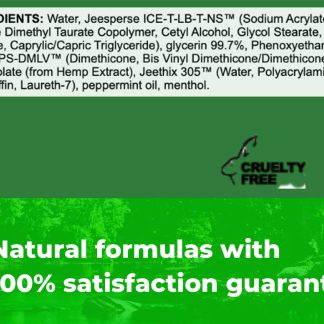 DIENTS: Water, Jeesperse ICE-T-LB-T-NS™ (Sodium Acrylat
Dimethyl Taurate Copolymer, Cetyl Alcohol, Glycol Stearate,
, Caprylic/Capric Triglyceride), glycerin 99.7%, Phenoxyethan
PS-DMLV™ (Dimethicone, Bis Vinyl Dimethicone/Dimethicone
olate (from Hemp Extract), Jeethix 305™ (Water, Polyacrylami
ffin, Laureth-7), peppermint oil, menthol.
CRUELTY
FREE
Natural formulas with
00% satisfaction guarant